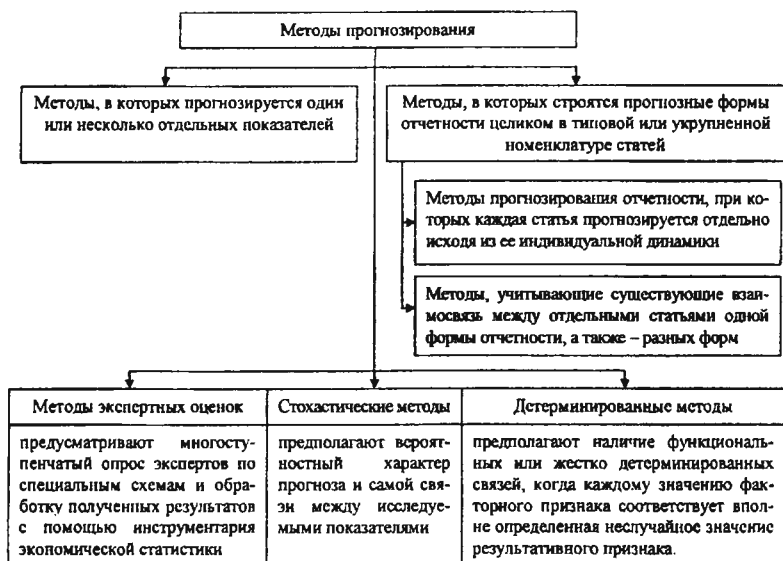 Методы прогнозирования
Методы, в которых прогнозируется один
или несколько отдельных показателей
Методы, в которых строятся прогнозные формы
отчетности целиком в типовой или укрупненной
номенклатуре статей
Методы прогнозирования отчетности, при ко-
торых каждая статья прогнозируется отдельно
исходя из ее индивидуальной динамики
Методы, учитывающие существующие взаи-
мосвязь между отдельными статьями одной
формы отчетности, а также – разных форм
Методы экспертных оценок
предусматривают многосту-
пенчатый опрос экспертов по
специальным схемам и обра-
ботку полученных результатов
с помощью инструментария
экономической статистики
Стохастические методы
предполагают вероят-
ностный характер
прогноза и самой свя-
зи между исследуе-
мыми показателями
Детерминированные методы
предполагают наличие функциональ-
ных или жестко детерминированных
связей, когда каждому значению фак-
торного признака соответствует впол-
не определенная неслучайное значение
результативного признака.